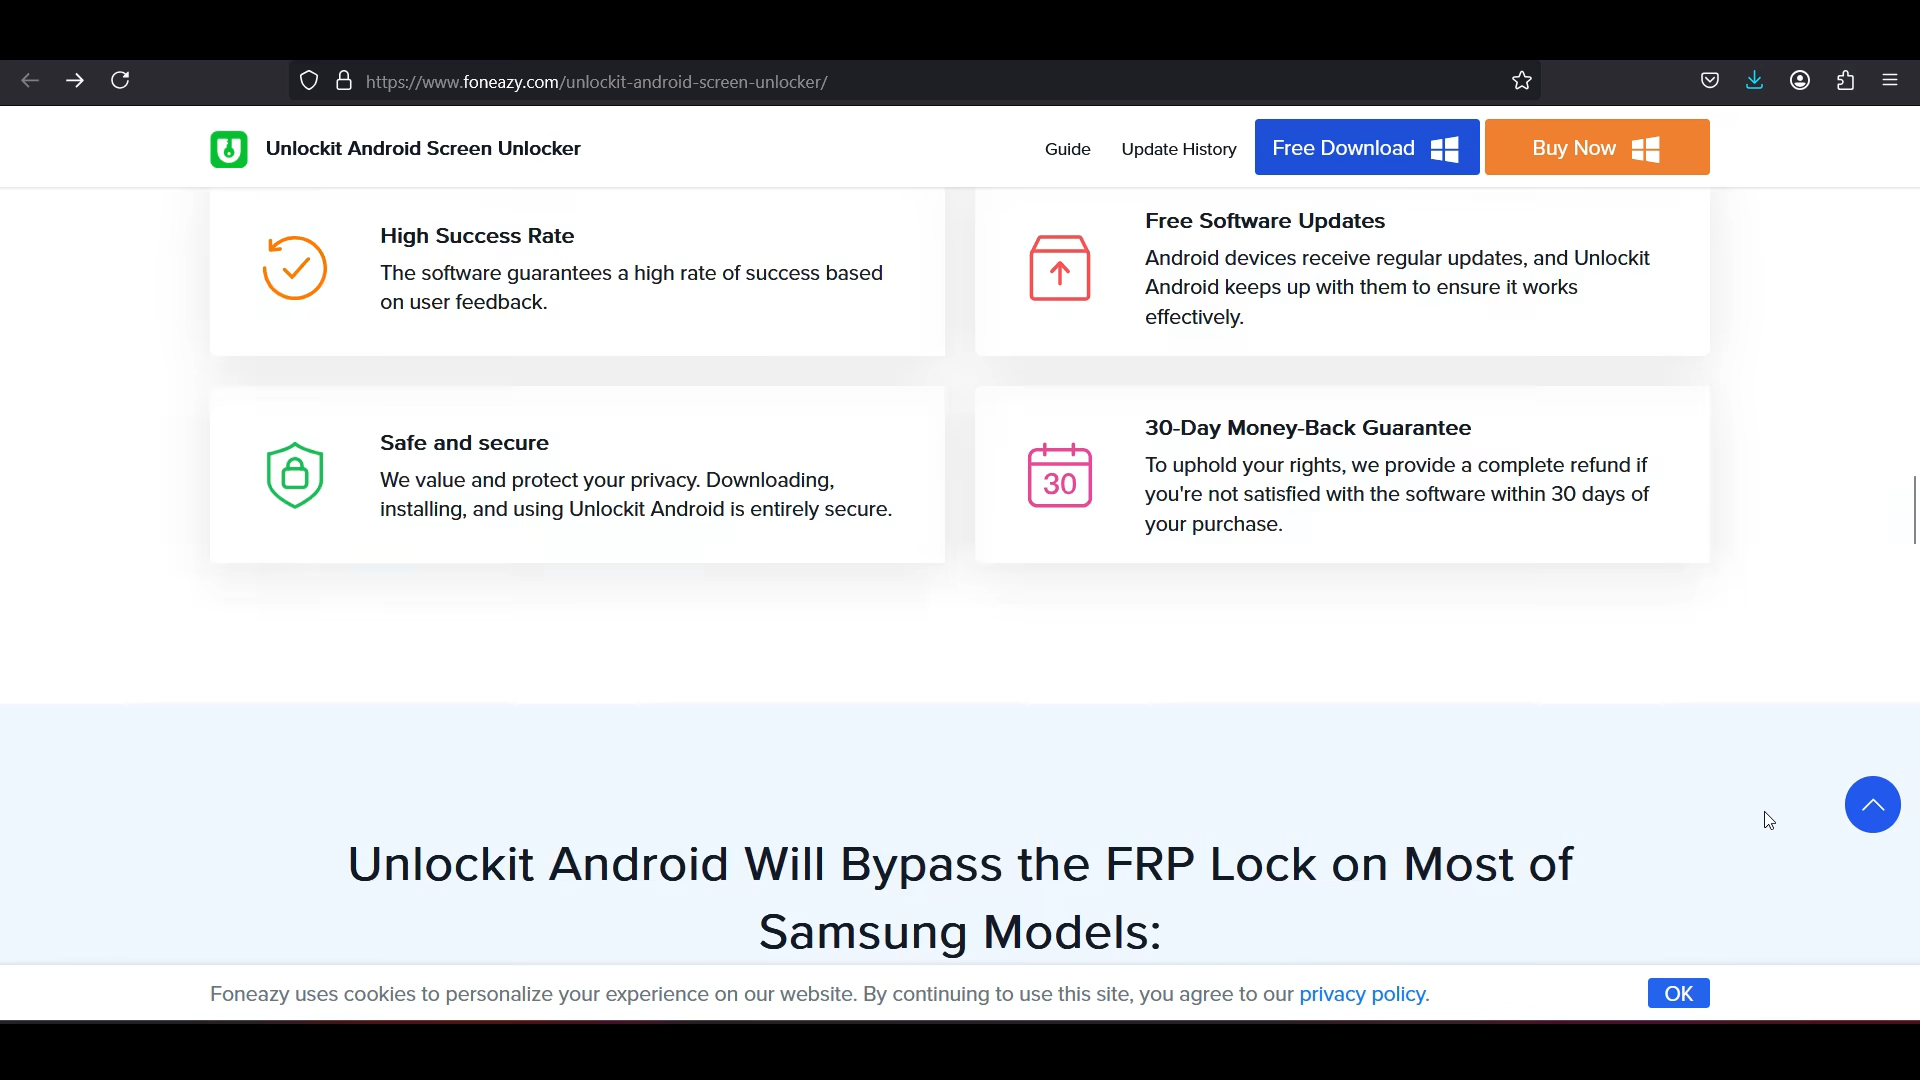 https://www.foneazy.com/unlockit-android-screen-unlocker/
Unlockit Android Screen Unlocker
Guide
Update History
Free Download
Buy Now
High Success Rate
The software guarantees a high rate of success based
on user feedback.
Free Software Updates
Android devices receive regular updates, and Unlockit
Android keeps up with them to ensure it works
effectively.
Safe and secure
We value and protect your privacy. Downloading,
installing, and using Unlockit Android is entirely secure.
30
30-Day Money-Back Guarantee
To uphold your rights, we provide a complete refund if
you're not satisfied with the software within 30 days of
your purchase.
Unlockit Android Will Bypass the FRP Lock on Most of
Samsung Models:
Foneazy uses cookies to personalize your experience on our website. By continuing to use this site, you agree to our privacy policy.
OK